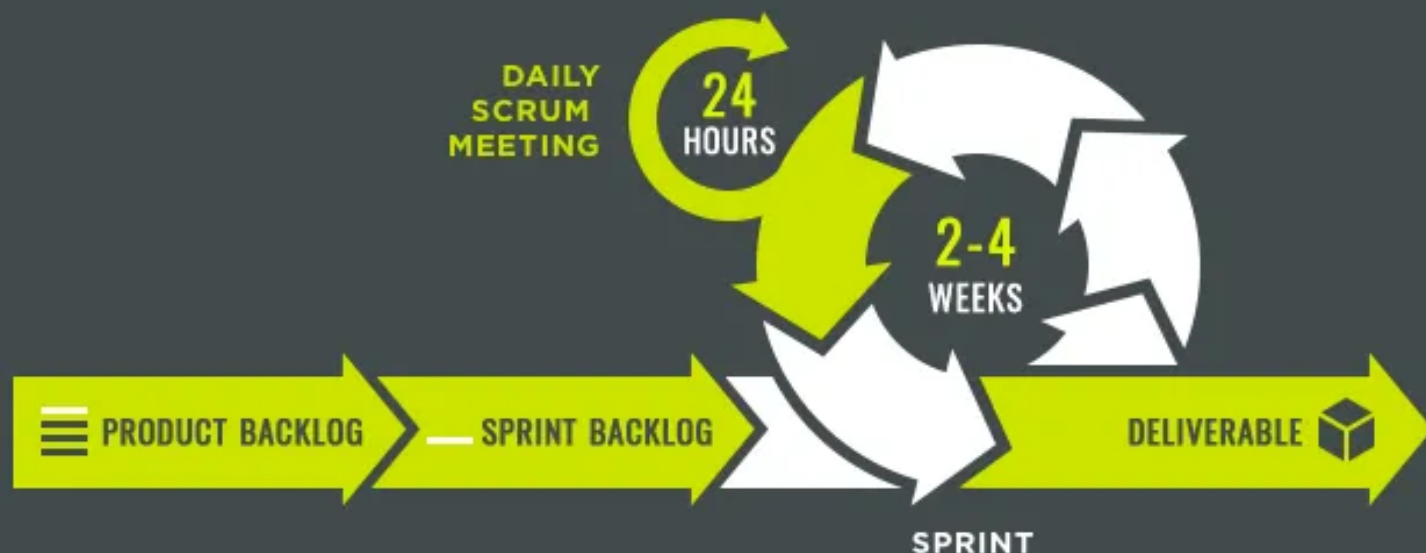 DAILY
SCRUM
MEETING
24
HOURS
2-4
WEEKS
PRODUCT BACKLOG
SPRINT BACKLOG
DELIVERABLE
SPRINT